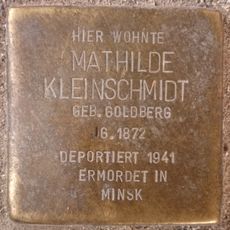 HIER WOHNTE
MATHILDE
KLEINSCHMIDT
GEB. GOLDBERG
JG. 1872
DEPORTIERT 1941
ERMORDET IN
MINSK